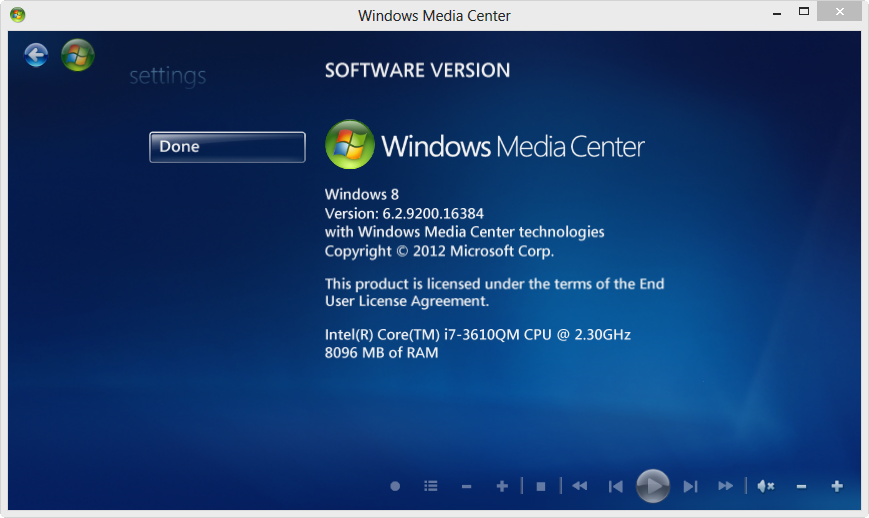 Windows Media Center
settings
SOFTWARE VERSION
Done
Windows Media Center
Windows 8
Version: 6.2.9200.16384
with Windows Media Center technologies
Copyright © 2012 Microsoft Corp.
This product is licensed under the terms of the End
User License Agreement.
Intel(R) Core(TM) i7-3610QM CPU @ 2.30GHz
8096 MB of RAM